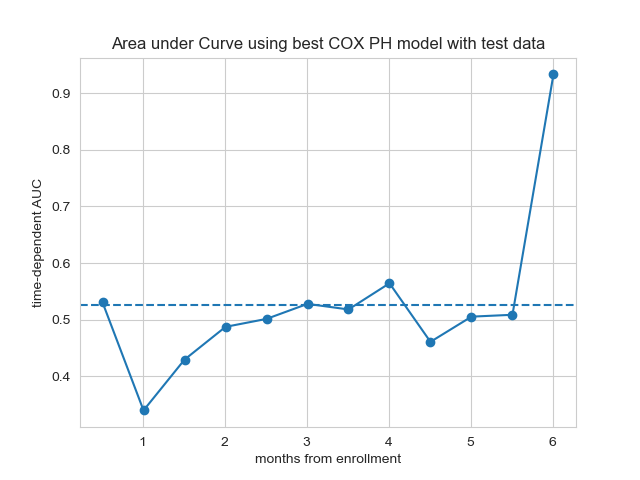 Area under Curve using best COX PH model with test data
time-dependent AUC
0.9
0.8
0.7
0.6
0.5
0.4
1 2 3 4 5 6
months from enrollment